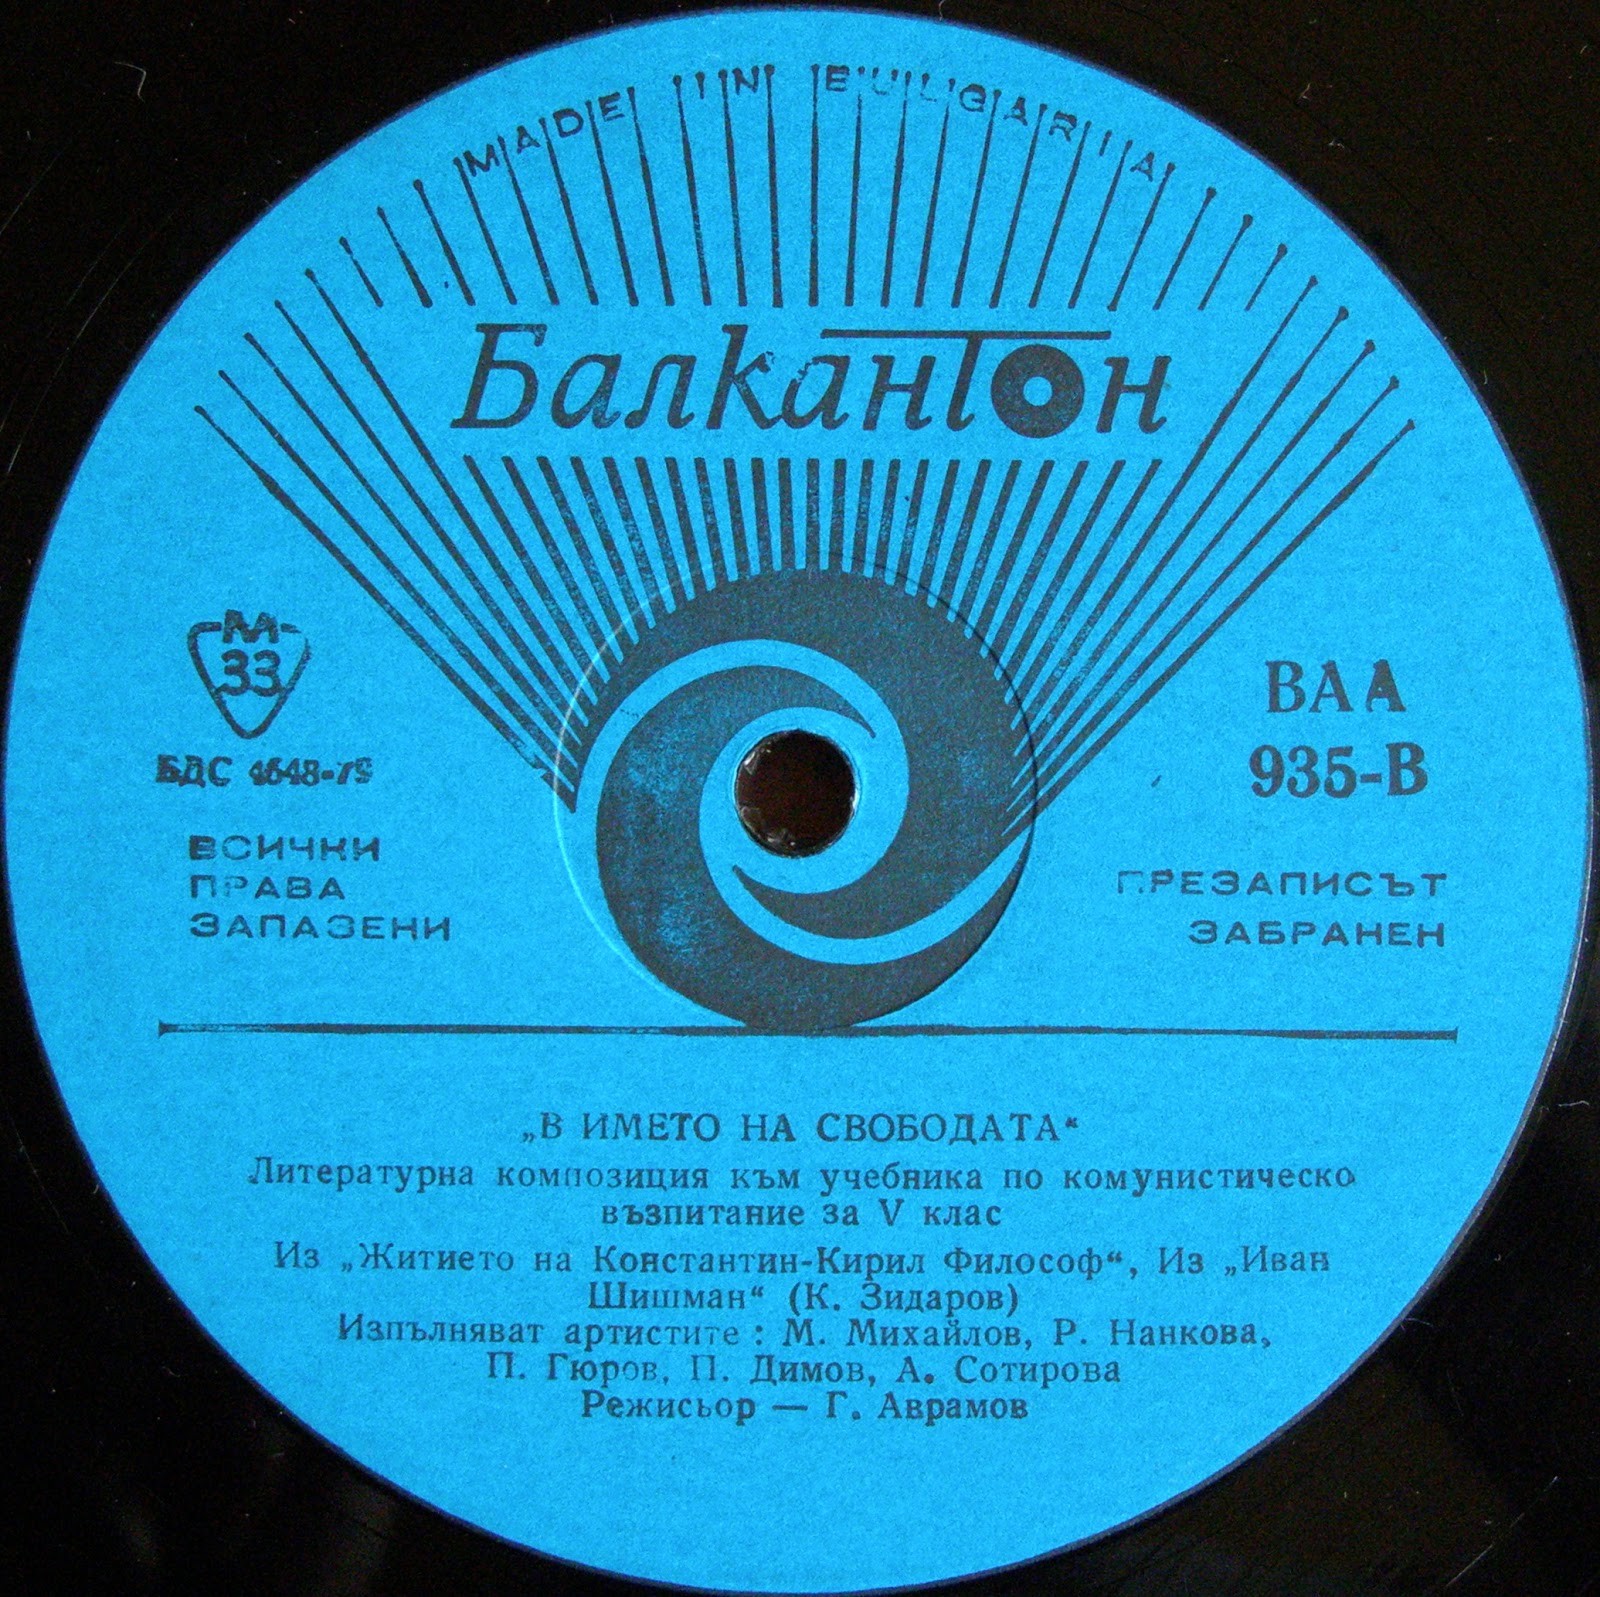 MADE IN BULGARIA
Балкантон
М
33
БДС 4648-79
ВСИЧКИ
ПРАВА
ЗАПАЗЕНИ
ВАА
935-В
ПРЕЗАПИСЪТ
ЗАБРАНЕН
„В ИМЕТО НА СВОБОДАТА“
Литературна композиция към учебника по комунистическо
възпитание за V клас
Из „Житието на Константин-Кирил Философ“, Из „Иван
Шишман“ (К. Зидаров)
Изпълняват артистите : М. Михайлов, Р. Нанкова,
П. Гюров, П. Димов, А. Сотирова
Режисьор — Г. Аврамов